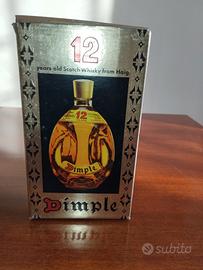 12
years old Scotch Whisky from Haig
12
Dimple
Dimple
subito